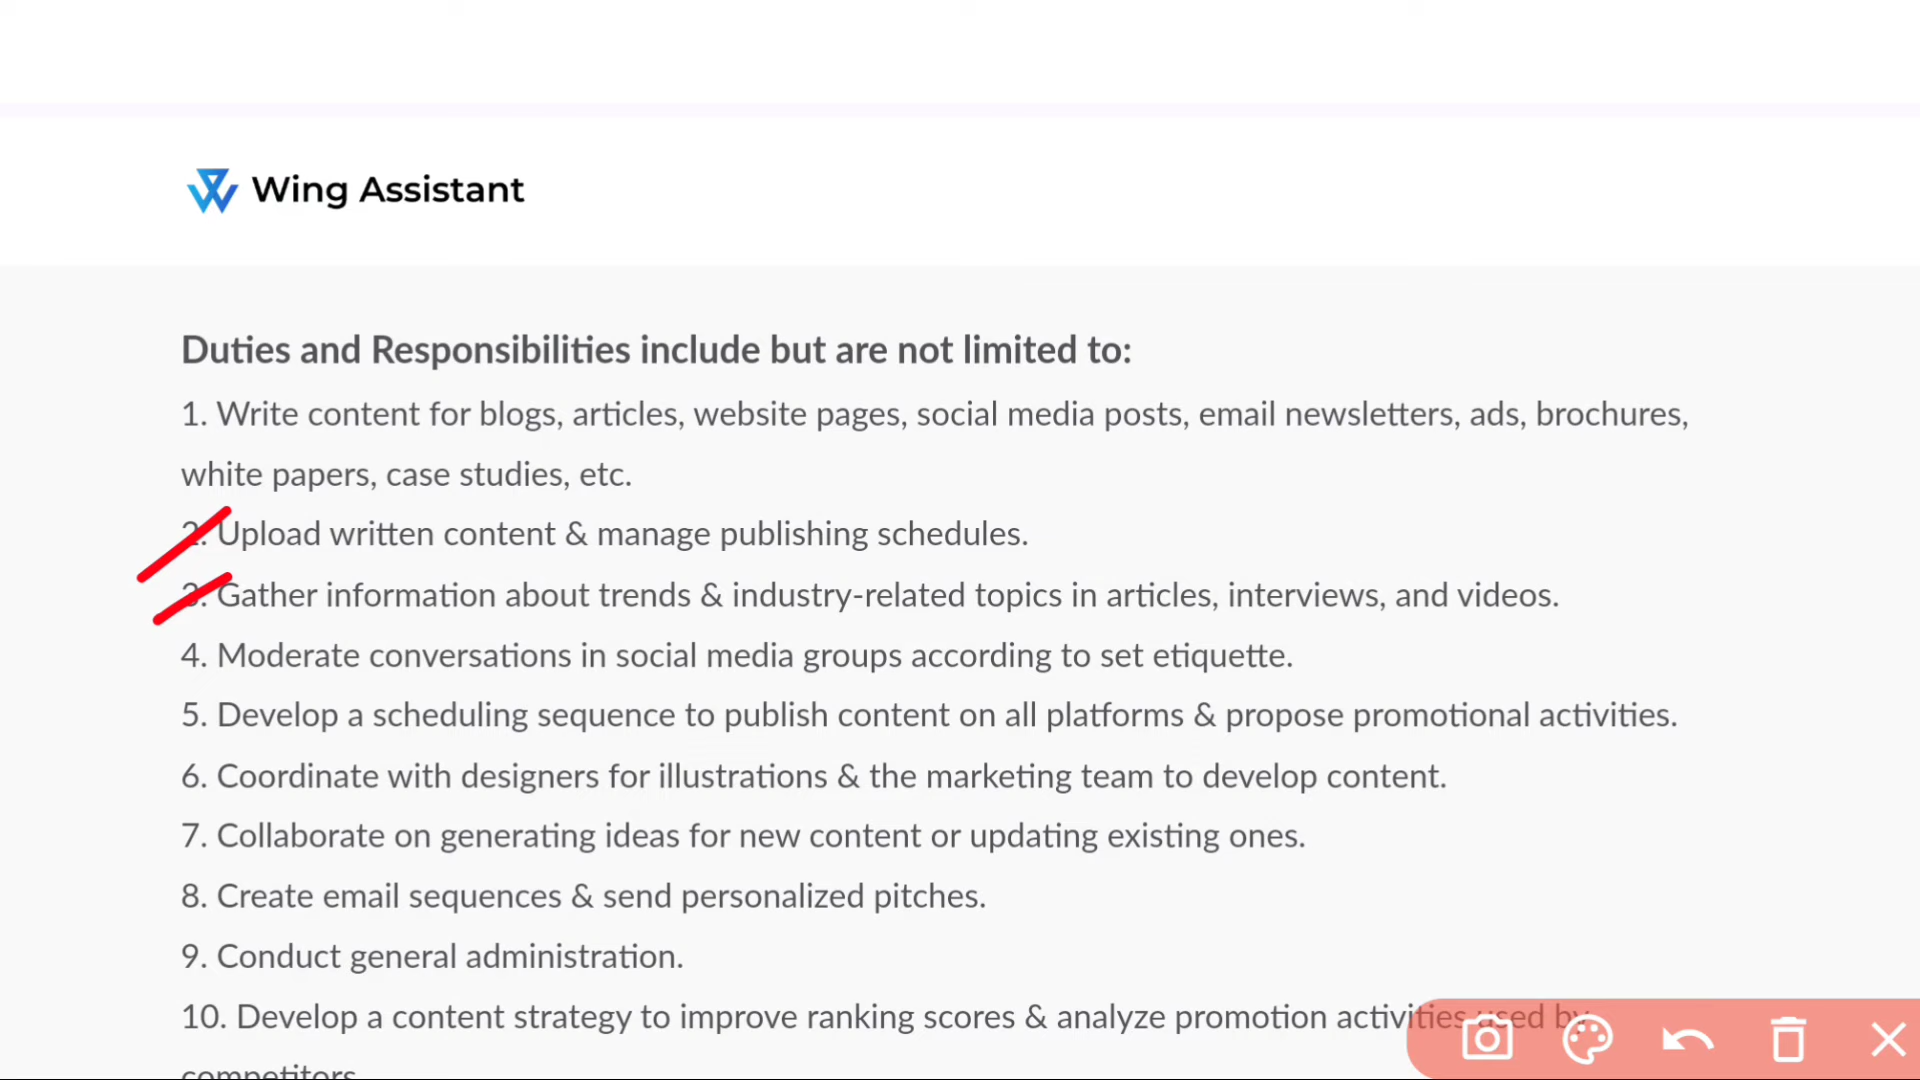 Wing Assistant
Duties and Responsibilities include but are not limited to:
1. Write content for blogs, articles, website pages, social media posts, email newsletters, ads, brochures,
white papers, case studies, etc.
2. Upload written content & manage publishing schedules.
3. Gather information about trends & industry-related topics in articles, interviews, and videos.
4. Moderate conversations in social media groups according to set etiquette.
5. Develop a scheduling sequence to publish content on all platforms & propose promotional activities.
6. Coordinate with designers for illustrations & the marketing team to develop content.
7. Collaborate on generating ideas for new content or updating existing ones.
8. Create email sequences & send personalized pitches.
9. Conduct general administration.
10. Develop a content strategy to improve ranking scores & analyze promotion activities used by
competitors